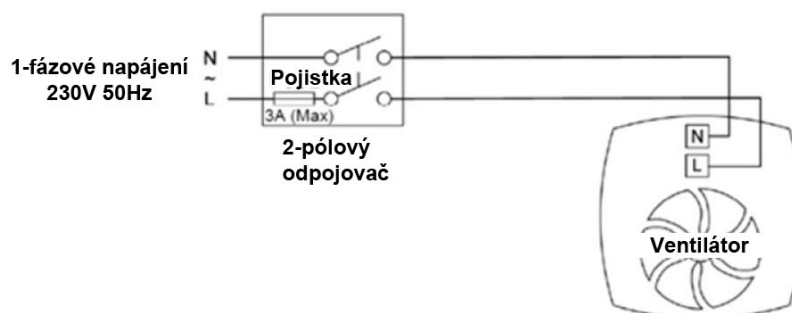 1-fázové napájení
230V 50Hz
N
~
L
Pojistka
3A (Max)
2-pólový
odpojovač
N
L
Ventilátor